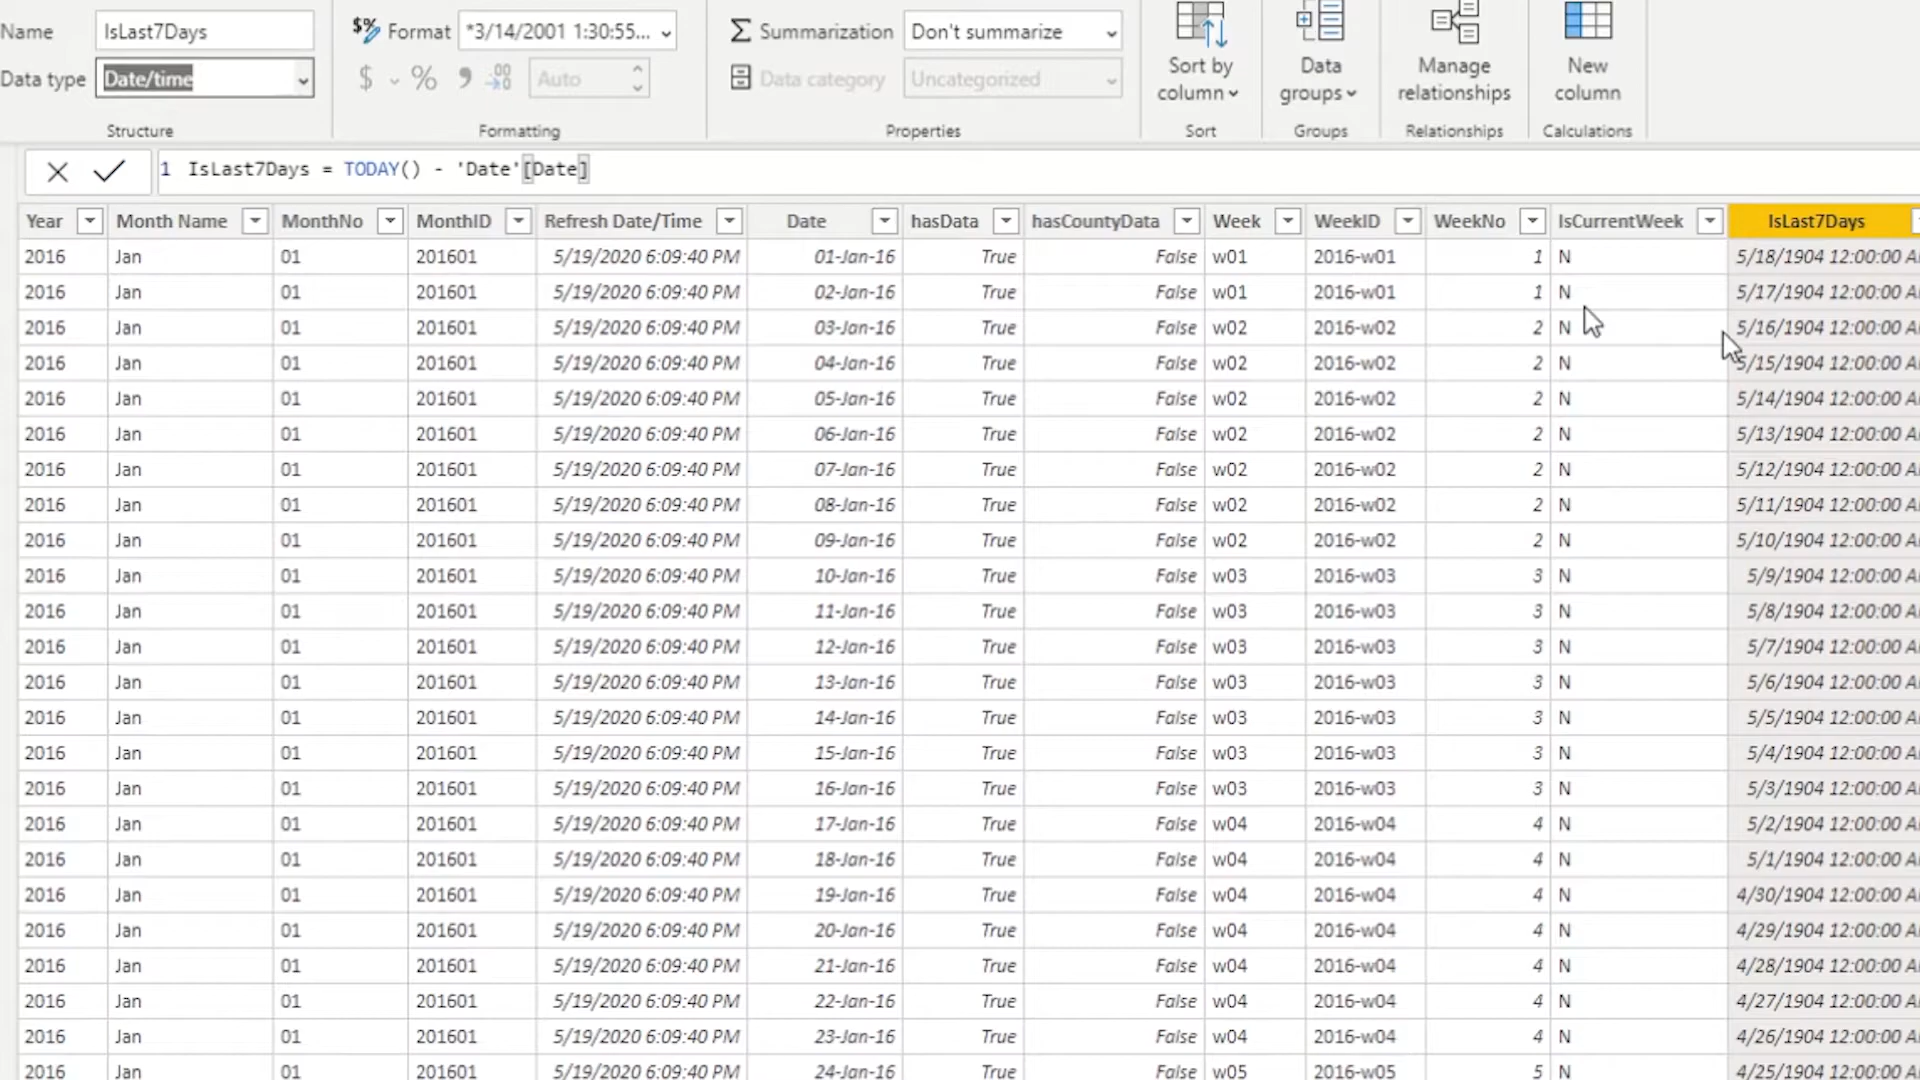 Name IsLast7Days Format *3/14/2001 1:30:55... Summarization Don't summarize Sort by column Data groups Manage relationships New column
Data type Date/time $ % 9 .00 Auto Data category Uncategorized
Structure Formatting Properties Sort Groups Relationships Calculations
1 IsLast7Days = TODAY() - 'Date'[Date]
Year Month Name MonthNo MonthID Refresh Date/Time Date hasData hasCountyData Week WeekID WeekNo IsCurrentWeek IsLast7Days
2016 Jan 01 201601 5/19/2020 6:09:40 PM 01-Jan-16 True False w01 2016-w01 1 N 5/18/1904 12:00:00 A
2016 Jan 01 201601 5/19/2020 6:09:40 PM 02-Jan-16 True False w01 2016-w01 1 N 5/17/1904 12:00:00 A
2016 Jan 01 201601 5/19/2020 6:09:40 PM 03-Jan-16 True False w02 2016-w02 2 N 5/16/1904 12:00:00 A
2016 Jan 01 201601 5/19/2020 6:09:40 PM 04-Jan-16 True False w02 2016-w02 2 N 5/15/1904 12:00:00 A
2016 Jan 01 201601 5/19/2020 6:09:40 PM 05-Jan-16 True False w02 2016-w02 2 N 5/14/1904 12:00:00 A
2016 Jan 01 201601 5/19/2020 6:09:40 PM 06-Jan-16 True False w02 2016-w02 2 N 5/13/1904 12:00:00 A
2016 Jan 01 201601 5/19/2020 6:09:40 PM 07-Jan-16 True False w02 2016-w02 2 N 5/12/1904 12:00:00 A
2016 Jan 01 201601 5/19/2020 6:09:40 PM 08-Jan-16 True False w02 2016-w02 2 N 5/11/1904 12:00:00 A
2016 Jan 01 201601 5/19/2020 6:09:40 PM 09-Jan-16 True False w02 2016-w02 2 N 5/10/1904 12:00:00 A
2016 Jan 01 201601 5/19/2020 6:09:40 PM 10-Jan-16 True False w03 2016-w03 3 N 5/9/1904 12:00:00 A
2016 Jan 01 201601 5/19/2020 6:09:40 PM 11-Jan-16 True False w03 2016-w03 3 N 5/8/1904 12:00:00 A
2016 Jan 01 201601 5/19/2020 6:09:40 PM 12-Jan-16 True False w03 2016-w03 3 N 5/7/1904 12:00:00 A
2016 Jan 01 201601 5/19/2020 6:09:40 PM 13-Jan-16 True False w03 2016-w03 3 N 5/6/1904 12:00:00 A
2016 Jan 01 201601 5/19/2020 6:09:40 PM 14-Jan-16 True False w03 2016-w03 3 N 5/5/1904 12:00:00 A
2016 Jan 01 201601 5/19/2020 6:09:40 PM 15-Jan-16 True False w03 2016-w03 3 N 5/4/1904 12:00:00 A
2016 Jan 01 201601 5/19/2020 6:09:40 PM 16-Jan-16 True False w03 2016-w03 3 N 5/3/1904 12:00:00 A
2016 Jan 01 201601 5/19/2020 6:09:40 PM 17-Jan-16 True False w04 2016-w04 4 N 5/2/1904 12:00:00 A
2016 Jan 01 201601 5/19/2020 6:09:40 PM 18-Jan-16 True False w04 2016-w04 4 N 5/1/1904 12:00:00 A
2016 Jan 01 201601 5/19/2020 6:09:40 PM 19-Jan-16 True False w04 2016-w04 4 N 4/30/1904 12:00:00 A
2016 Jan 01 201601 5/19/2020 6:09:40 PM 20-Jan-16 True False w04 2016-w04 4 N 4/29/1904 12:00:00 A
2016 Jan 01 201601 5/19/2020 6:09:40 PM 21-Jan-16 True False w04 2016-w04 4 N 4/28/1904 12:00:00 A
2016 Jan 01 201601 5/19/2020 6:09:40 PM 22-Jan-16 True False w04 2016-w04 4 N 4/27/1904 12:00:00 A
2016 Jan 01 201601 5/19/2020 6:09:40 PM 23-Jan-16 True False w04 2016-w04 4 N 4/26/1904 12:00:00 A
2016 Jan 01 201601 5/19/2020 6:09:40 PM 24-Jan-16 True False w05 2016-w05 5 N 4/25/1904 12:00:00 A